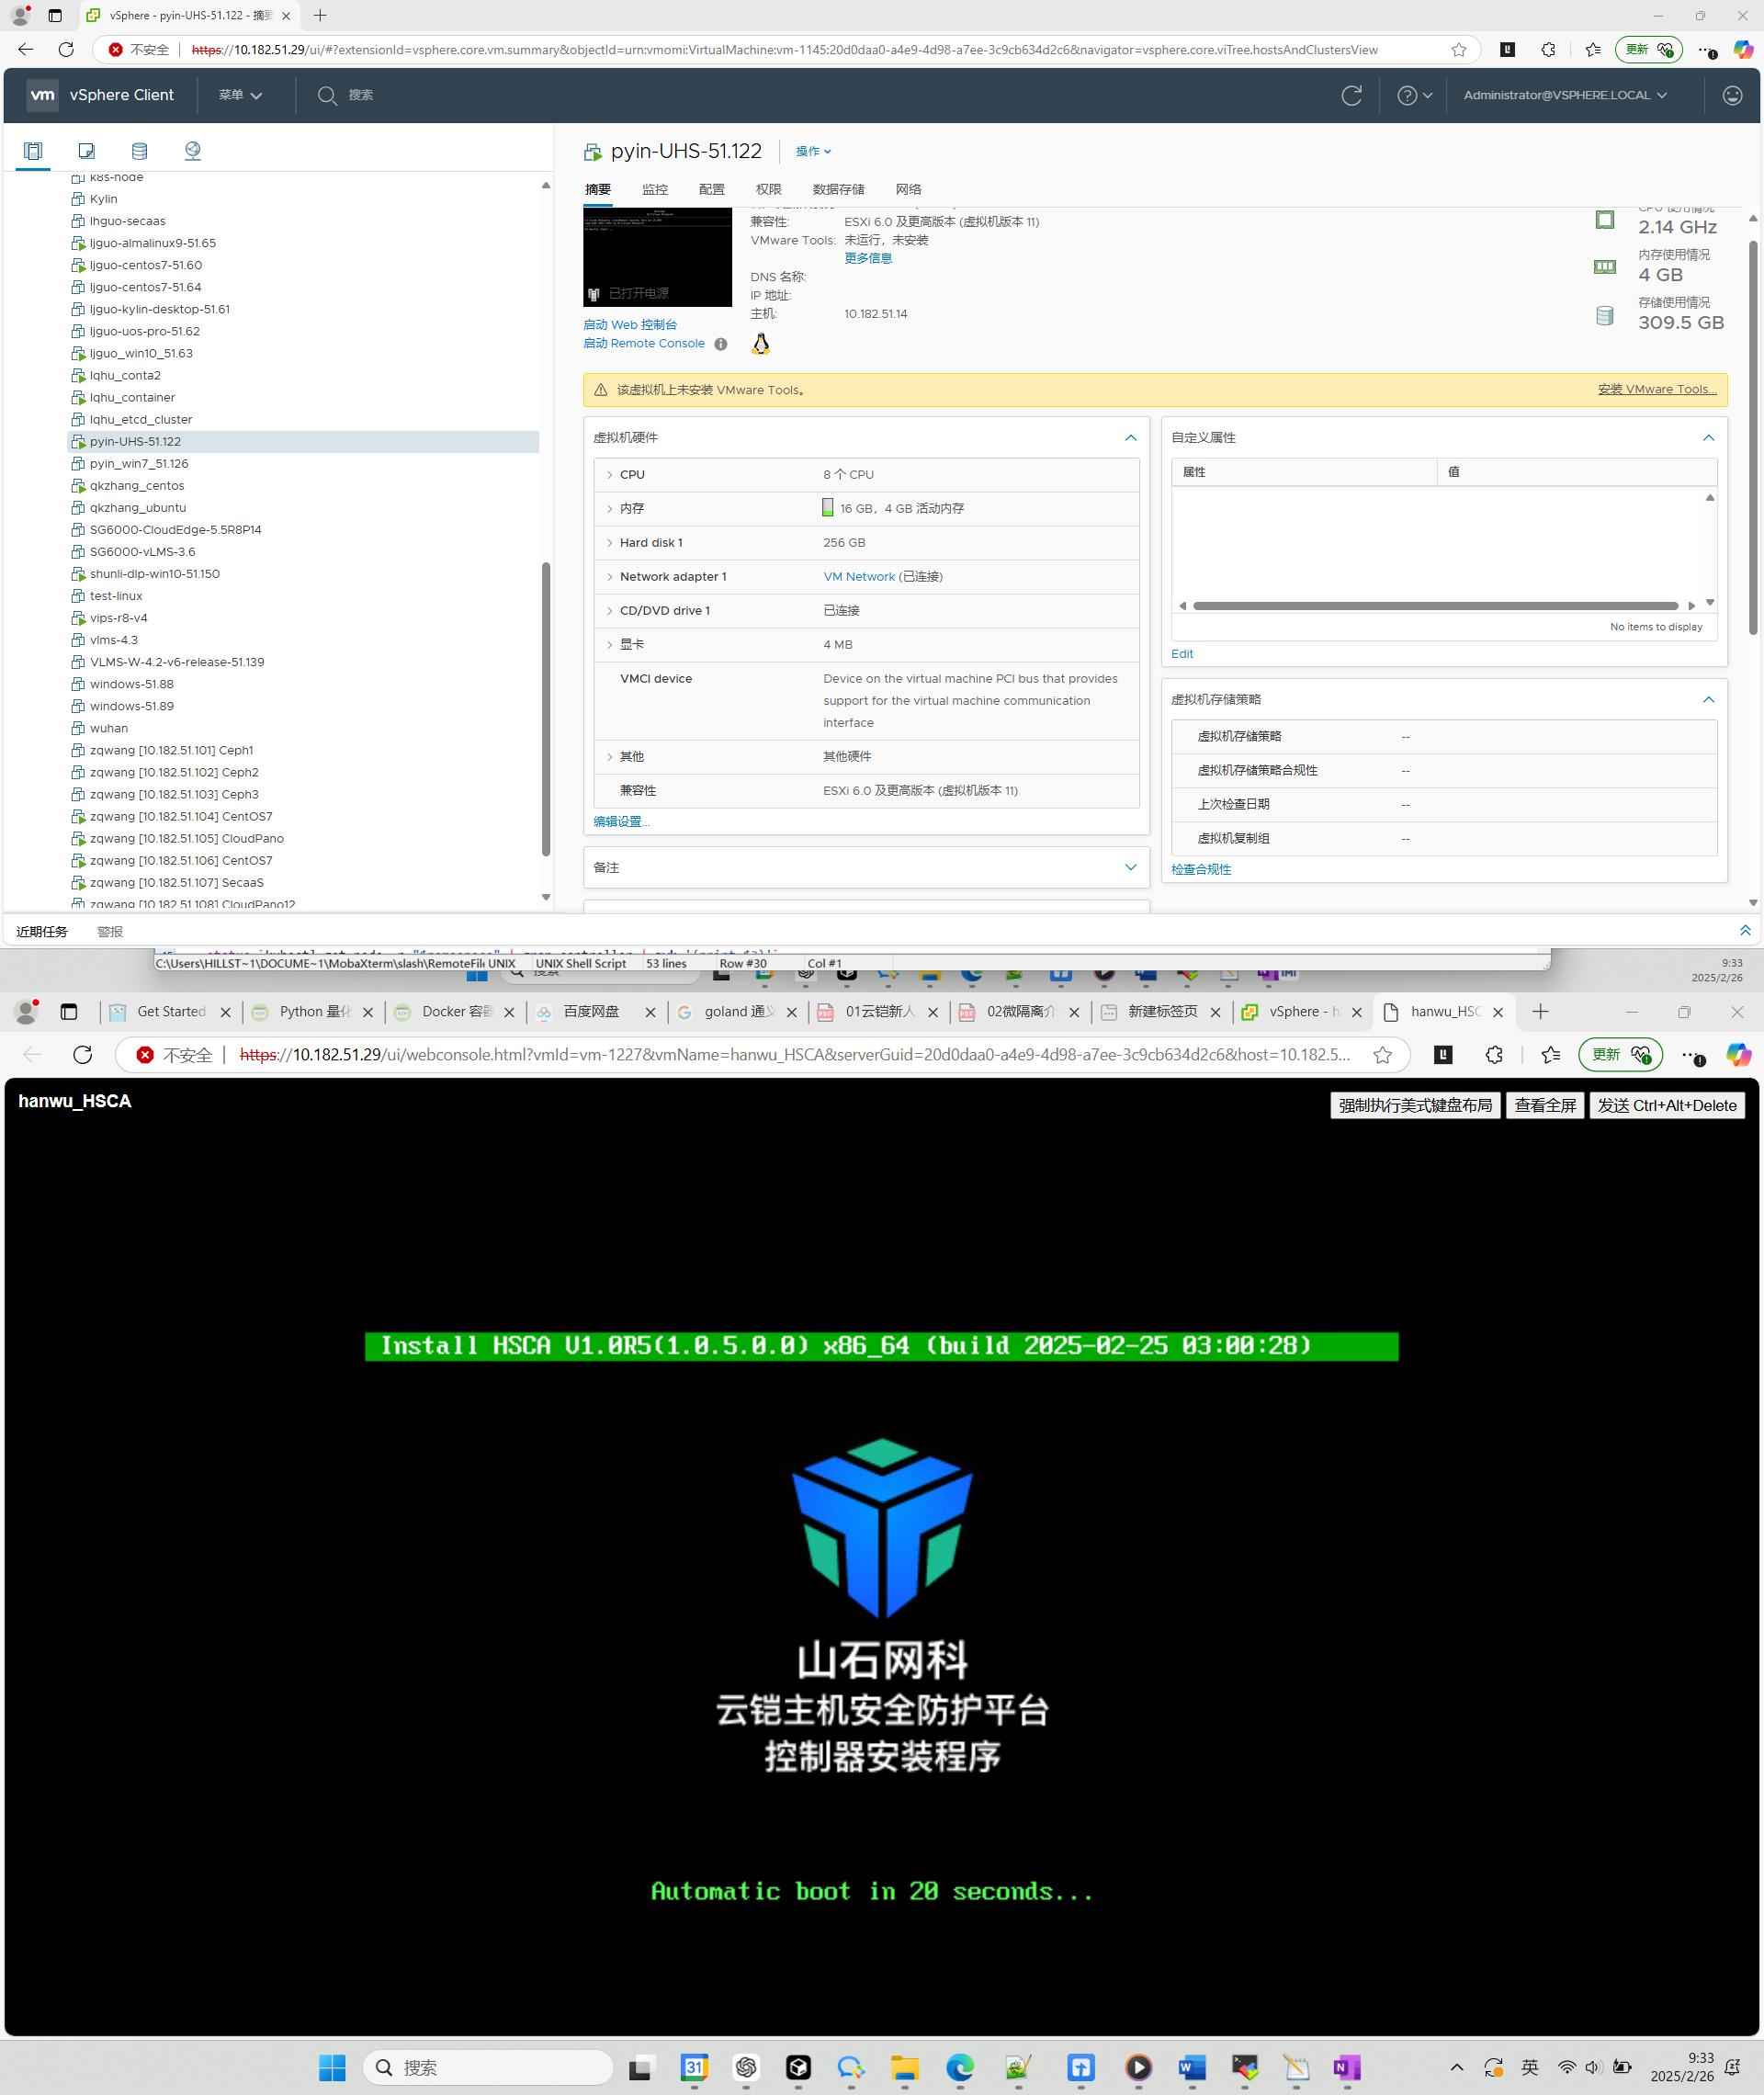 vSphere - pyin-UHS-51.122 - 摘要
不安全
https://10.182.51.29/ui/#?extensionId=vsphere.core.vm.summary&objectId=urn:vmomi:VirtualMachine:vm-1145:20d0daa0-a4e9-4d98-a7ee-3c9cb634d2c6&navigator=vsphere.core.viTree.hostsAndClustersView
更新
vm vSphere Client 菜单 搜索 Administrator@VSPHERE.LOCAL
k8s-node
Kylin
lhguo-secaas
ljguo-almalinux9-51.65
ljguo-centos7-51.60
ljguo-centos7-51.64
ljguo-kylin-desktop-51.61
ljguo-uos-pro-51.62
ljguo_win10_51.63
lqhu_conta2
lqhu_container
lqhu_etcd_cluster
pyin-UHS-51.122
pyin_win7_51.126
qkzhang_centos
qkzhang_ubuntu
SG6000-CloudEdge-5.5R8P14
SG6000-vLMS-3.6
shunli-dlp-win10-51.150
test-linux
vips-r8-v4
vlms-4.3
VLMS-W-4.2-v6-release-51.139
windows-51.88
windows-51.89
wuhan
zqwang [10.182.51.101] Ceph1
zqwang [10.182.51.102] Ceph2
zqwang [10.182.51.103] Ceph3
zqwang [10.182.51.104] CentOS7
zqwang [10.182.51.105] CloudPano
zqwang [10.182.51.106] CentOS7
zqwang [10.182.51.107] SecaaS
zqwang [10.182.51.108] CloudPano12
pyin-UHS-51.122 操作
摘要 监控 配置 权限 数据存储 网络
已打开电源
启动 Web 控制台
启动 Remote Console
兼容性: ESXi 6.0 及更高版本 (虚拟机版本 11)
VMware Tools: 未运行，未安装
更多信息
DNS 名称:
IP 地址:
主机: 10.182.51.14
CPU 使用情况
2.14 GHz
内存使用情况
4 GB
存储使用情况
309.5 GB
该虚拟机上未安装 VMware Tools。 安装 VMware Tools...
虚拟机硬件
CPU 8 个 CPU
内存 16 GB，4 GB 活动内存
Hard disk 1 256 GB
Network adapter 1 VM Network (已连接)
CD/DVD drive 1 已连接
显卡 4 MB
VMCI device Device on the virtual machine PCI bus that provides
support for the virtual machine communication
interface
其他 其他硬件
兼容性 ESXi 6.0 及更高版本 (虚拟机版本 11)
编辑设置...
备注
自定义属性
属性 值
No items to display
Edit
虚拟机存储策略
虚拟机存储策略 --
虚拟机存储策略合规性 --
上次检查日期 --
虚拟机复制组 --
检查合规性
近期任务 警报
C:\Users\HILLST~1\DOCUME~1\MobaXterm\slash\RemoteFil UNIX UNIX Shell Script 53 lines Row #30 Col #1
9:33
2025/2/26
Get Started Python 量化 Docker 容器 百度网盘 goland 通义 01云铠新人 02微隔离介 新建标签页 vSphere - h hanwu_HSC
不安全 https://10.182.51.29/ui/webconsole.html?vmId=vm-1227&vmName=hanwu_HSCA&serverGuid=20d0daa0-a4e9-4d98-a7ee-3c9cb634d2c6&host=10.182.5... 更新
hanwu_HSCA 强制执行美式键盘布局 查看全屏 发送 Ctrl+Alt+Delete
Install HSCA V1.0R5(1.0.5.0.0) x86_64 (build 2025-02-25 03:00:28)
山石网科
云铠主机安全防护平台
控制器安装程序
Automatic boot in 20 seconds...
搜索
31
英
9:33
2025/2/26